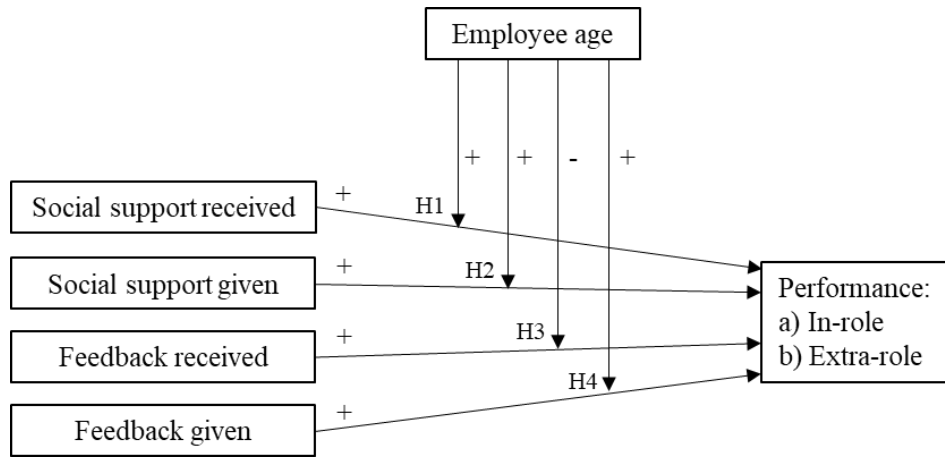 Employee age
+ + - +
Social support received
+
H1
Social support given
+
H2
Feedback received
+
H3
Feedback given
+
H4
Performance:
a) In-role
b) Extra-role